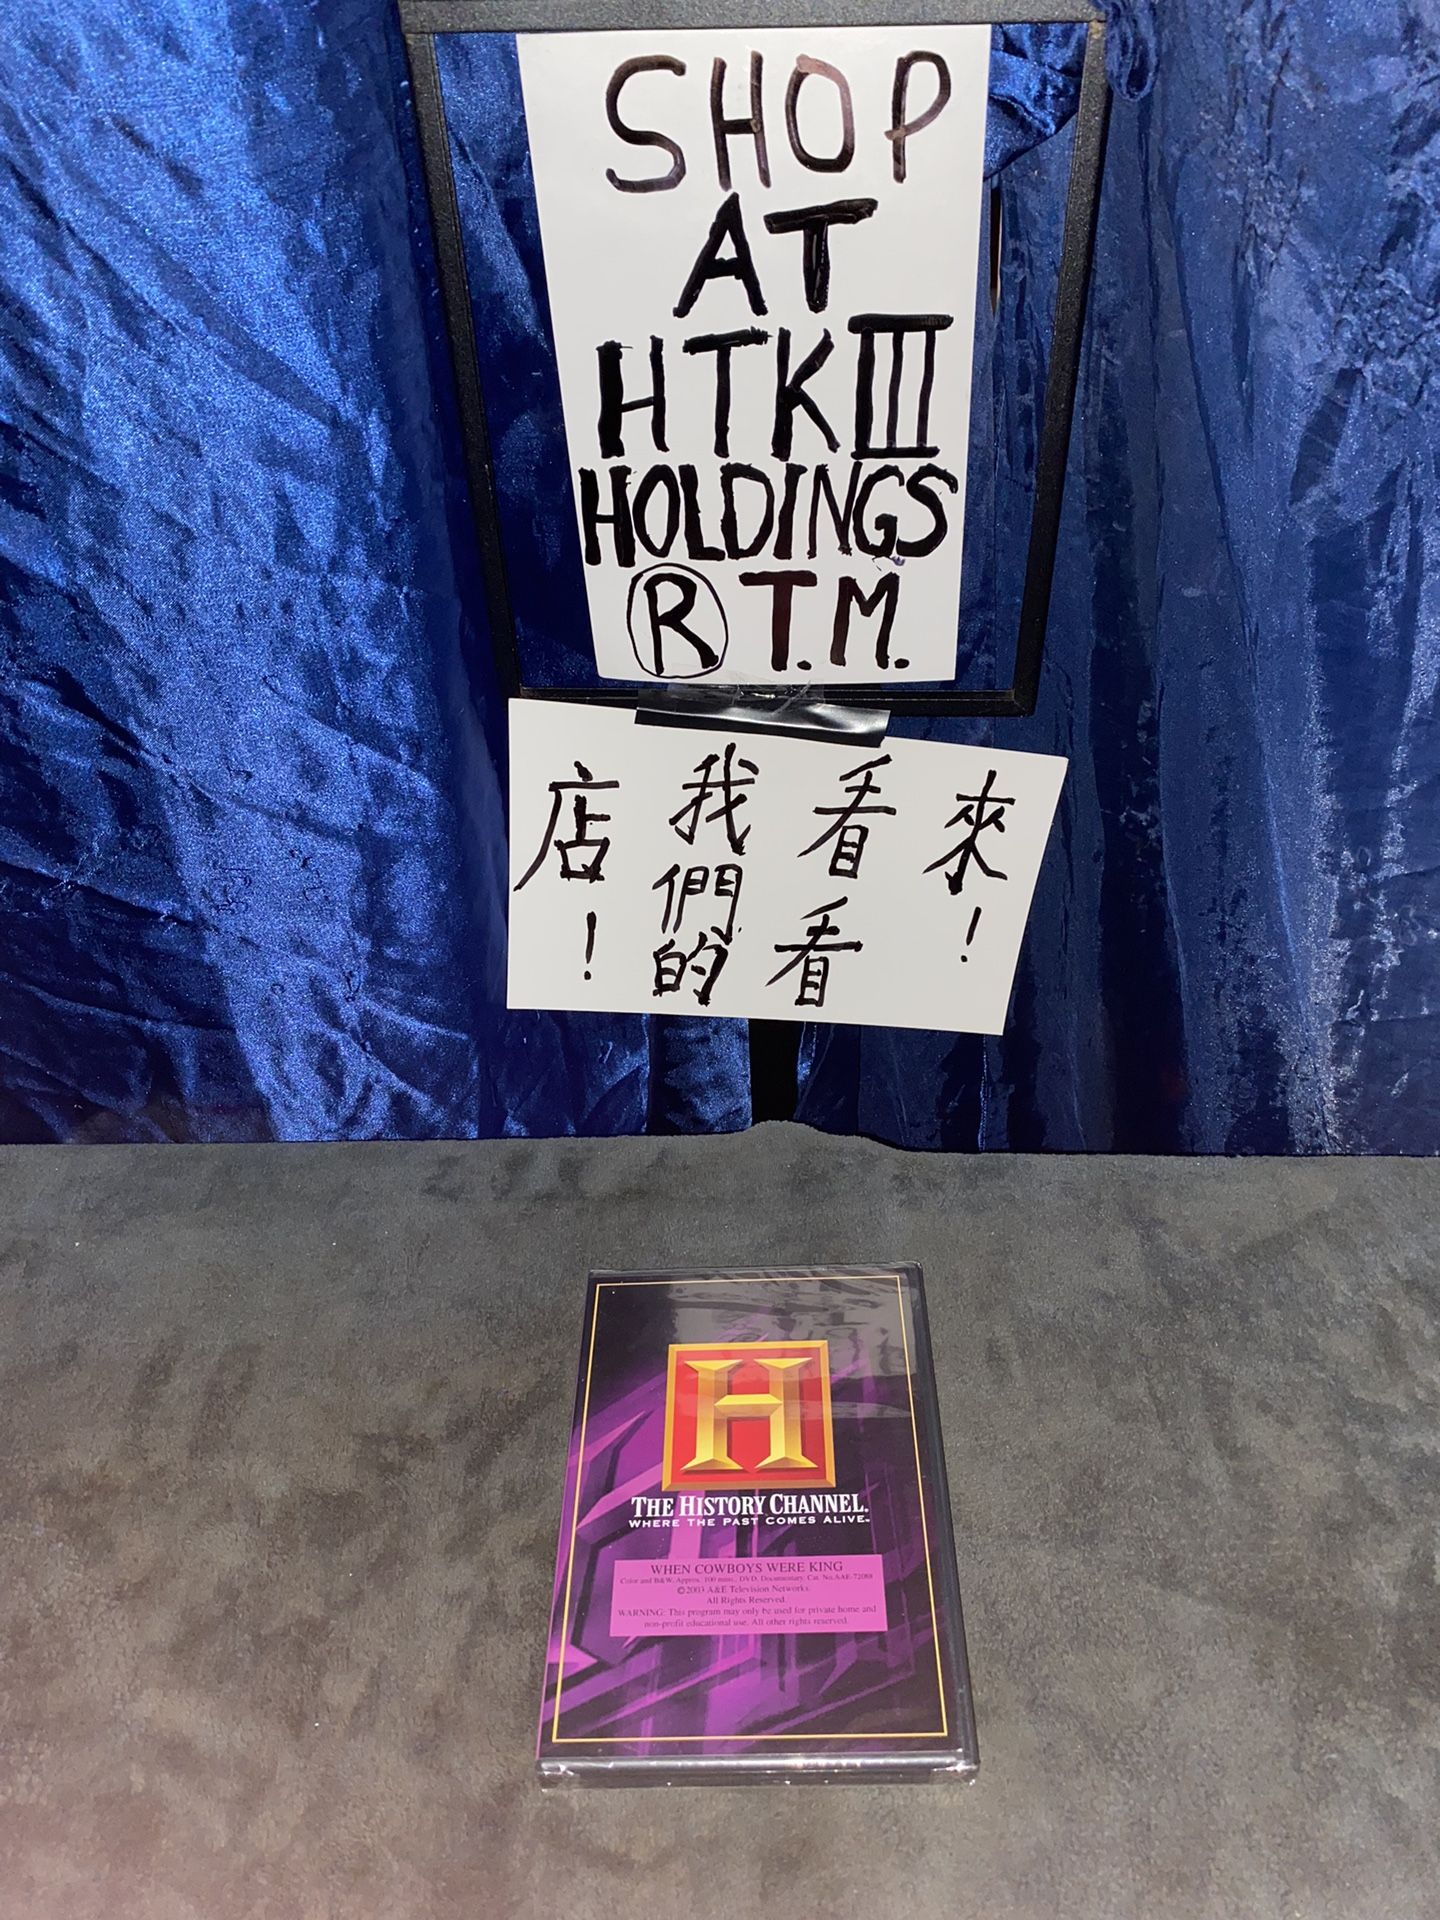 SHOP
AT
HTKIII
HOLDINGS
® T.M.
來!
看看
我們的
店!
H
THE HISTORY CHANNEL.
WHERE THE PAST COMES ALIVE™
WHEN COWBOYS WERE KING
Color and B&W. Approx. 100 mins., DVD, Documentary, Cat. No.AAE-72088
©2003 A&E Television Networks.
All Rights Reserved.
WARNING: This program may only be used for private home and
non-profit educational use. All other rights reserved.